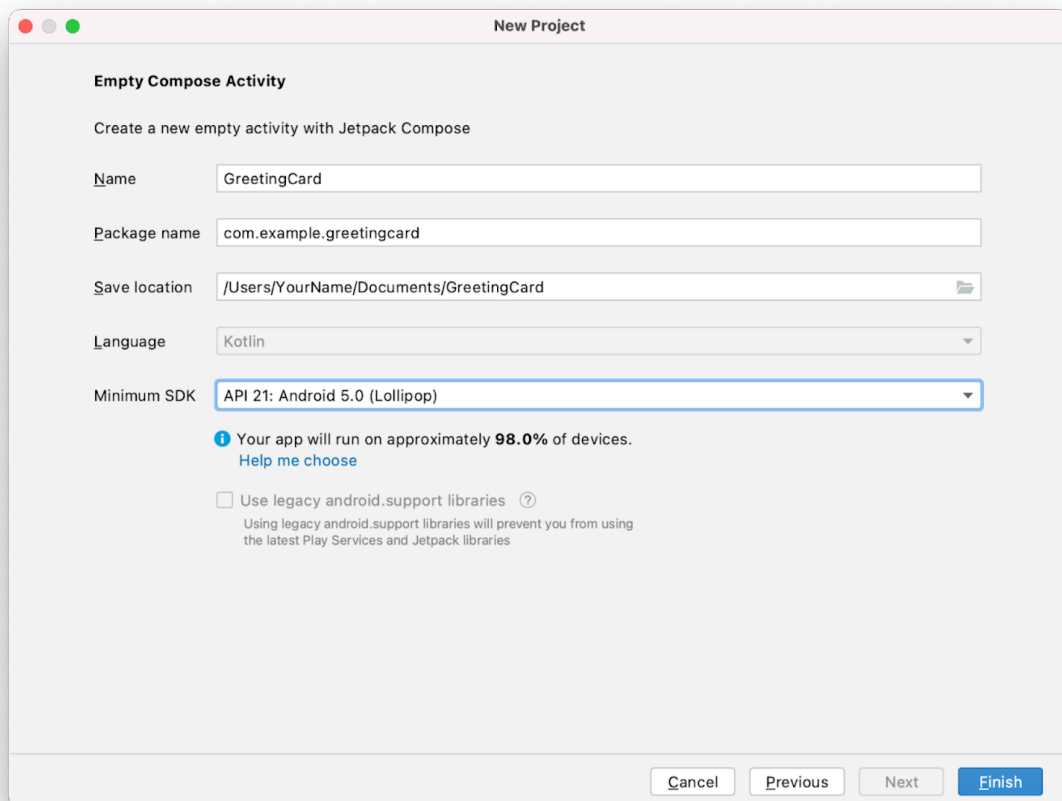 New Project
Empty Compose Activity
Create a new empty activity with Jetpack Compose
Name GreetingCard
Package name com.example.greetingcard
Save location /Users/YourName/Documents/GreetingCard
Language Kotlin
Minimum SDK API 21: Android 5.0 (Lollipop)
i Your app will run on approximately 98.0% of devices.
Help me choose
Use legacy android.support libraries ?
Using legacy android.support libraries will prevent you from using
the latest Play Services and Jetpack libraries
Cancel Previous Next Finish